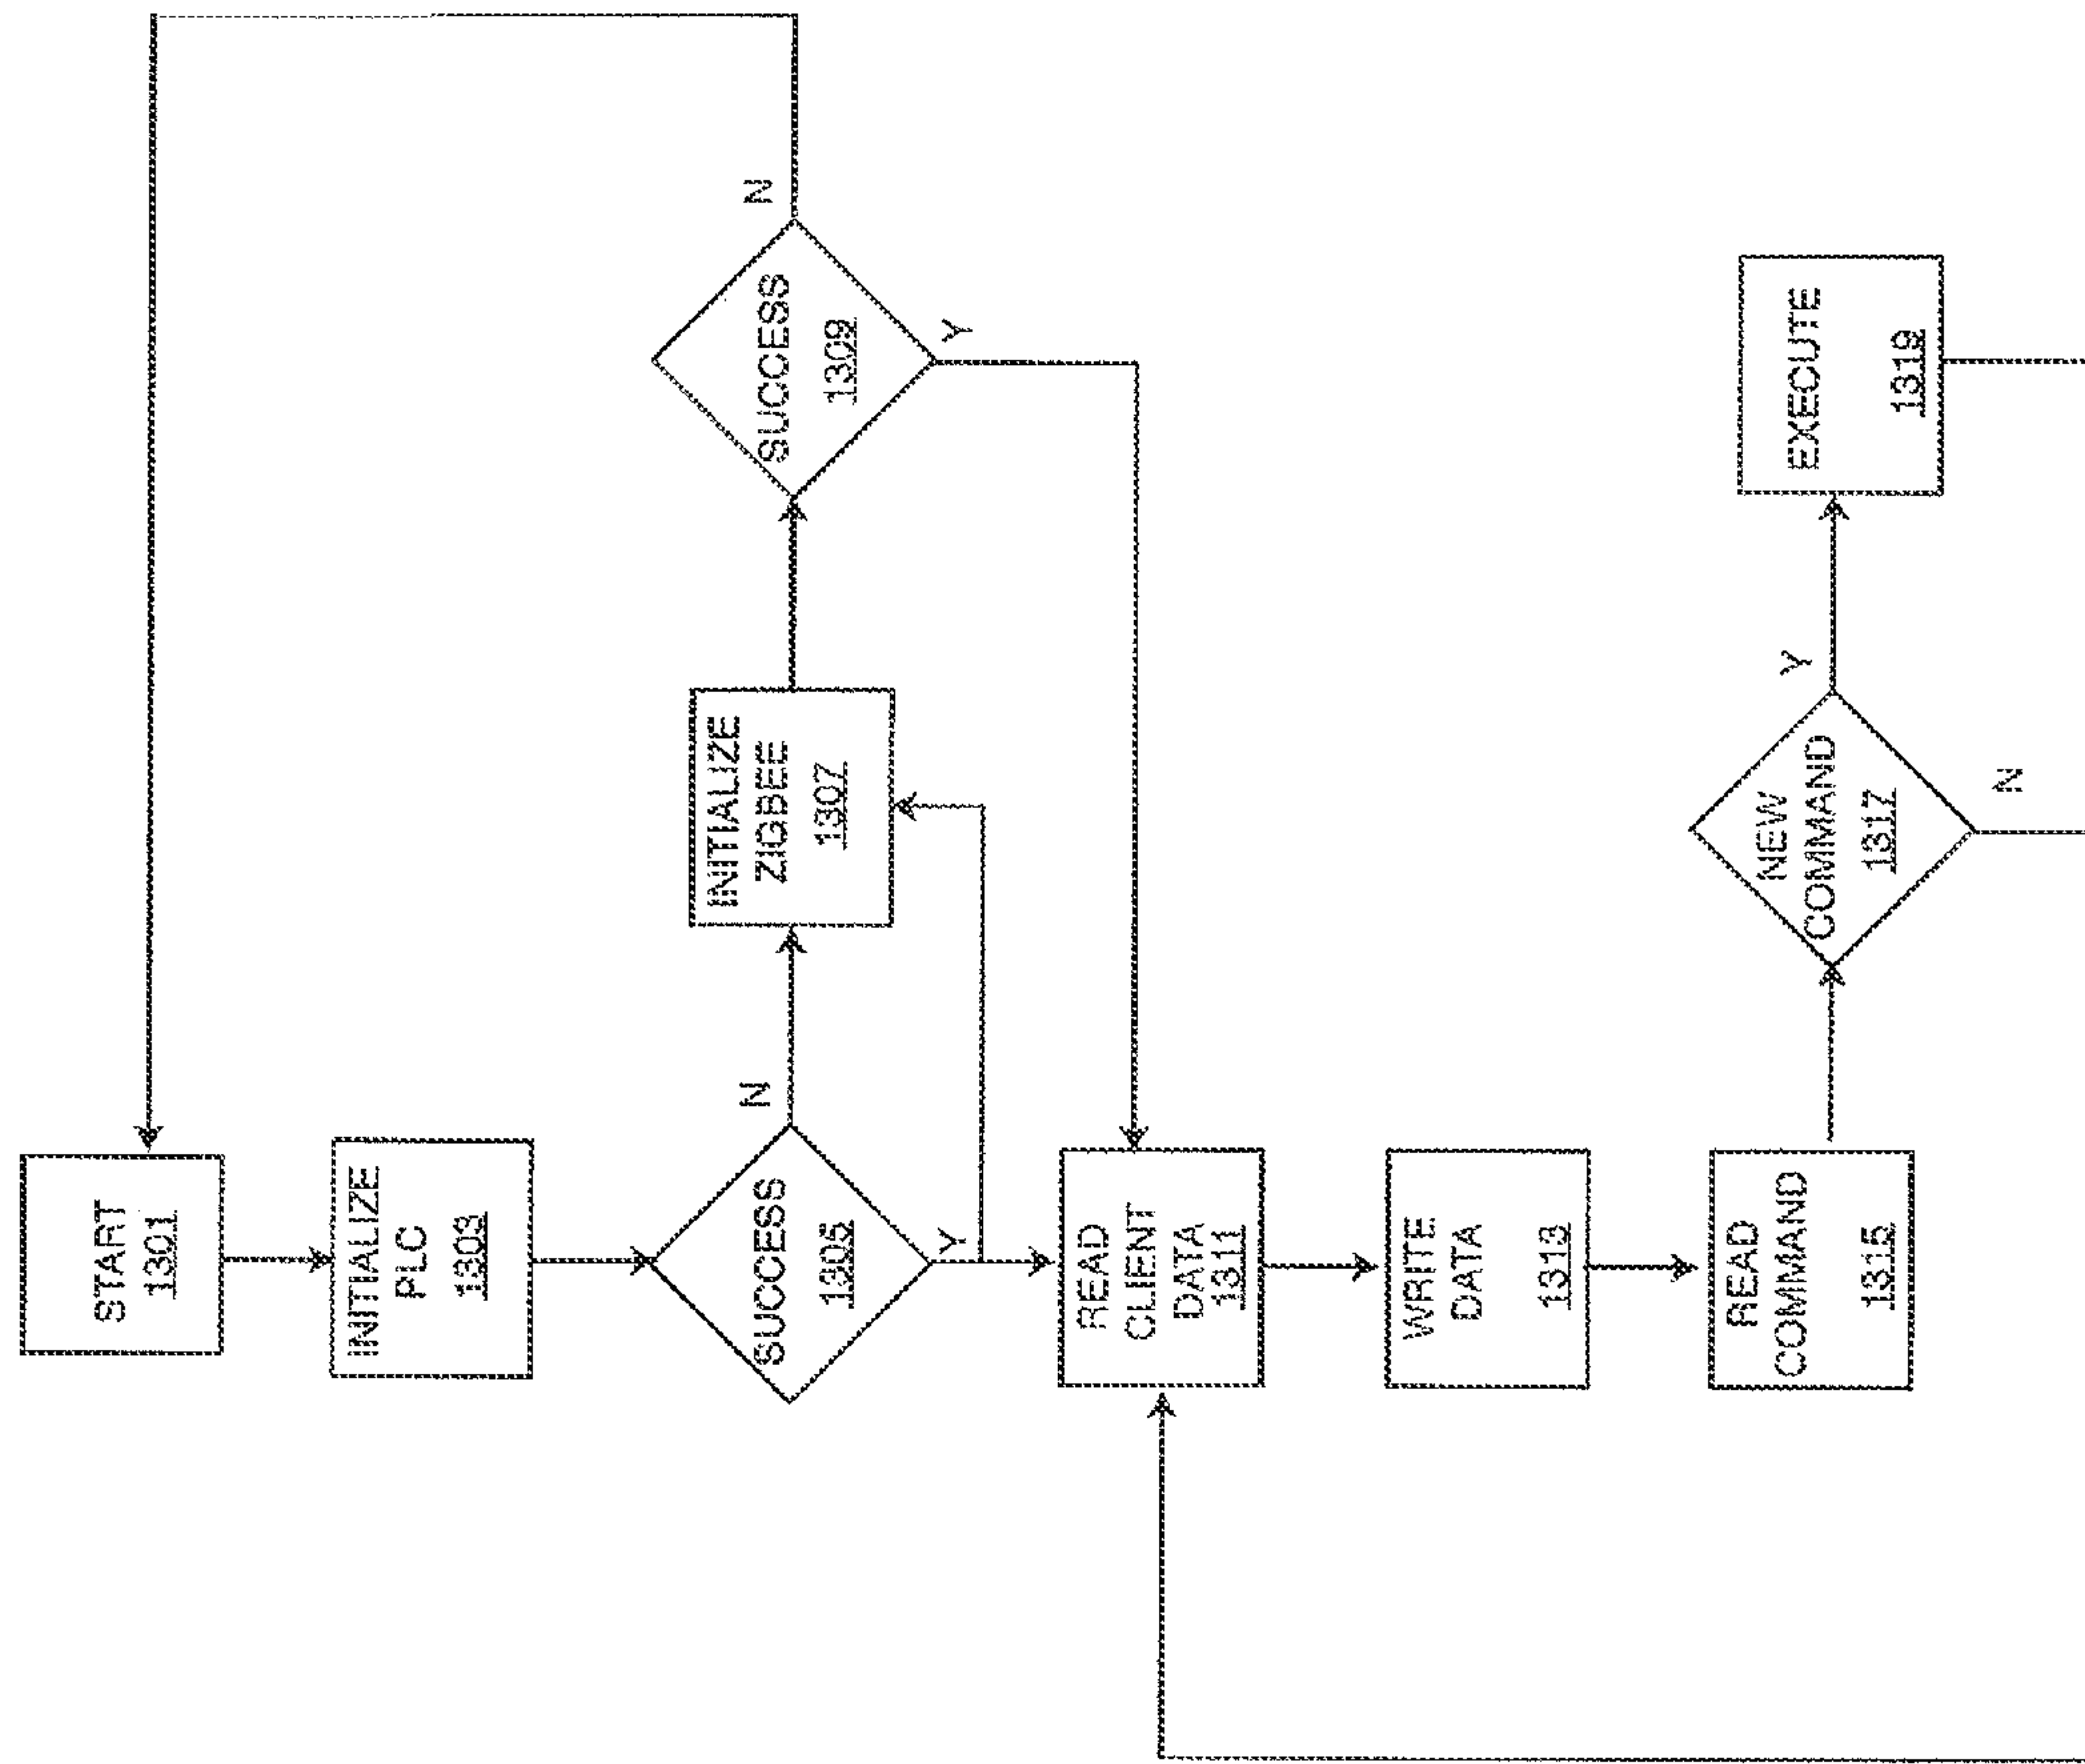 START
1301
INITIALIZE
PLC
1303
SUCCESS
1305
N
Y
INITIALIZE
ZIGBEE
1307
SUCCESS
1309
N
Y
READ
CLIENT
DATA
1311
WRITE
DATA
1313
READ
COMMAND
1315
NEW
COMMAND
1317
Y
N
EXECUTE
1319